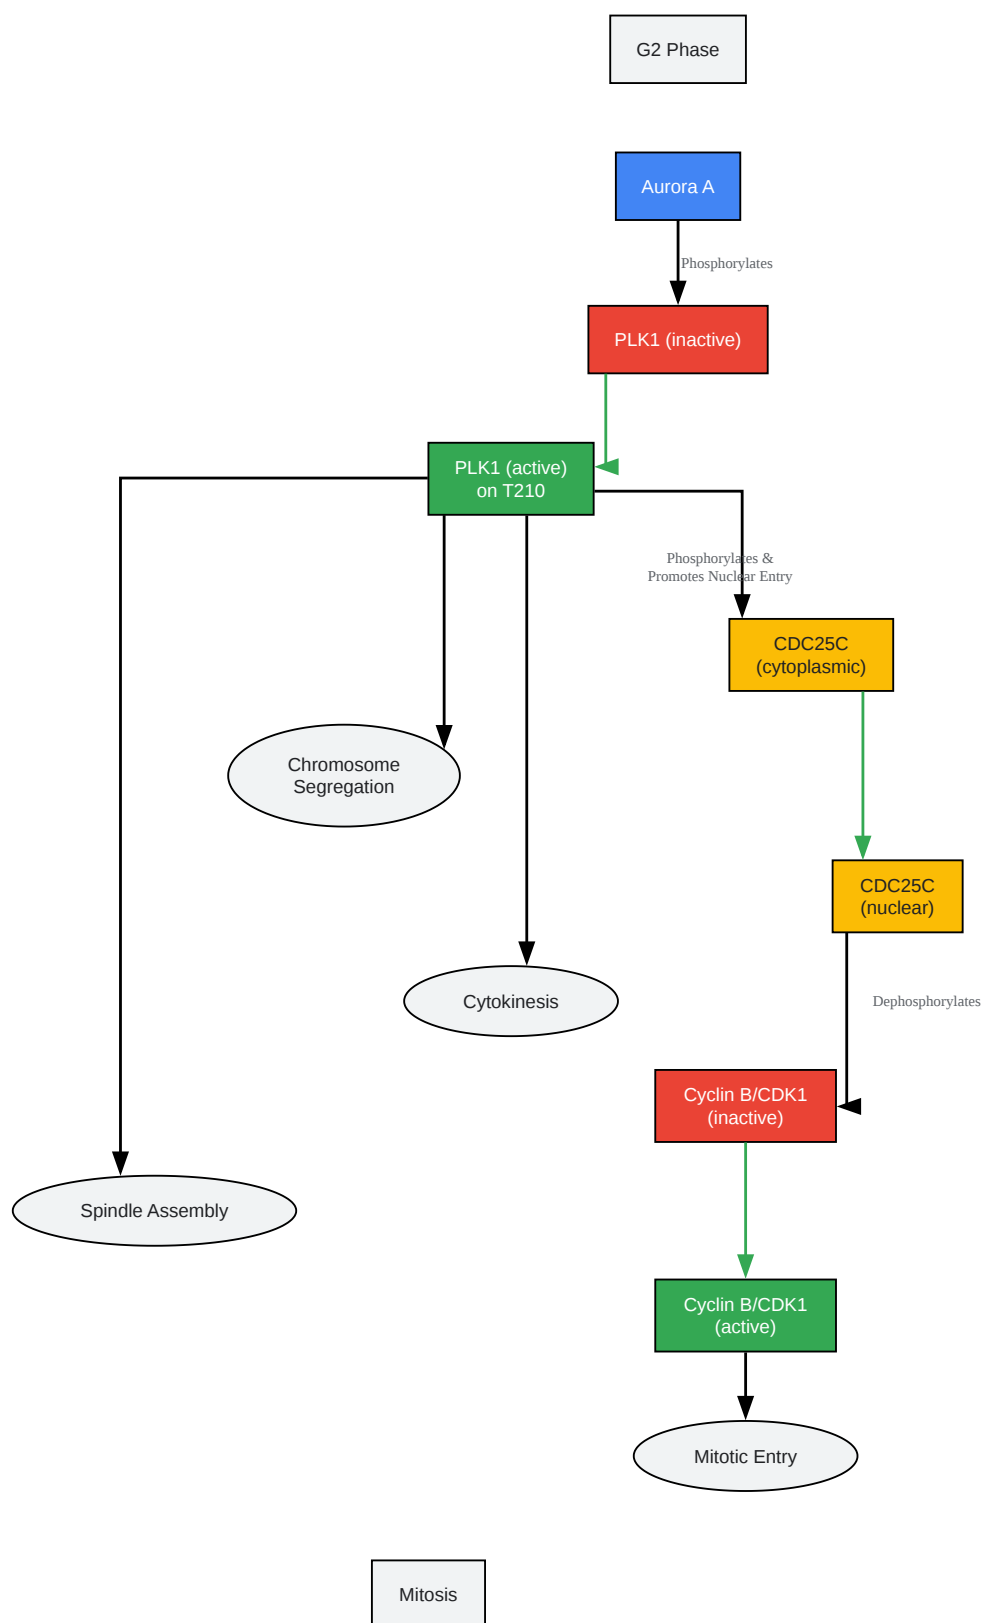 G2 Phase
Aurora A
Phosphorylates
PLK1 (inactive)
PLK1 (active)
on T210
Phosphorylates &
Promotes Nuclear Entry
CDC25C
(cytoplasmic)
Chromosome
Segregation
CDC25C
(nuclear)
Cytokinesis
Dephosphorylates
Cyclin B/CDK1
(inactive)
Spindle Assembly
Cyclin B/CDK1
(active)
Mitotic Entry
Mitosis